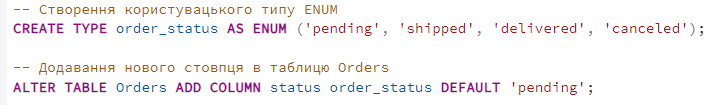 -- Створення користувацького типу ENUM
CREATE TYPE order_status AS ENUM ('pending', 'shipped', 'delivered', 'canceled');
-- Додавання нового стовпця в таблицю Orders
ALTER TABLE Orders ADD COLUMN status order_status DEFAULT 'pending';